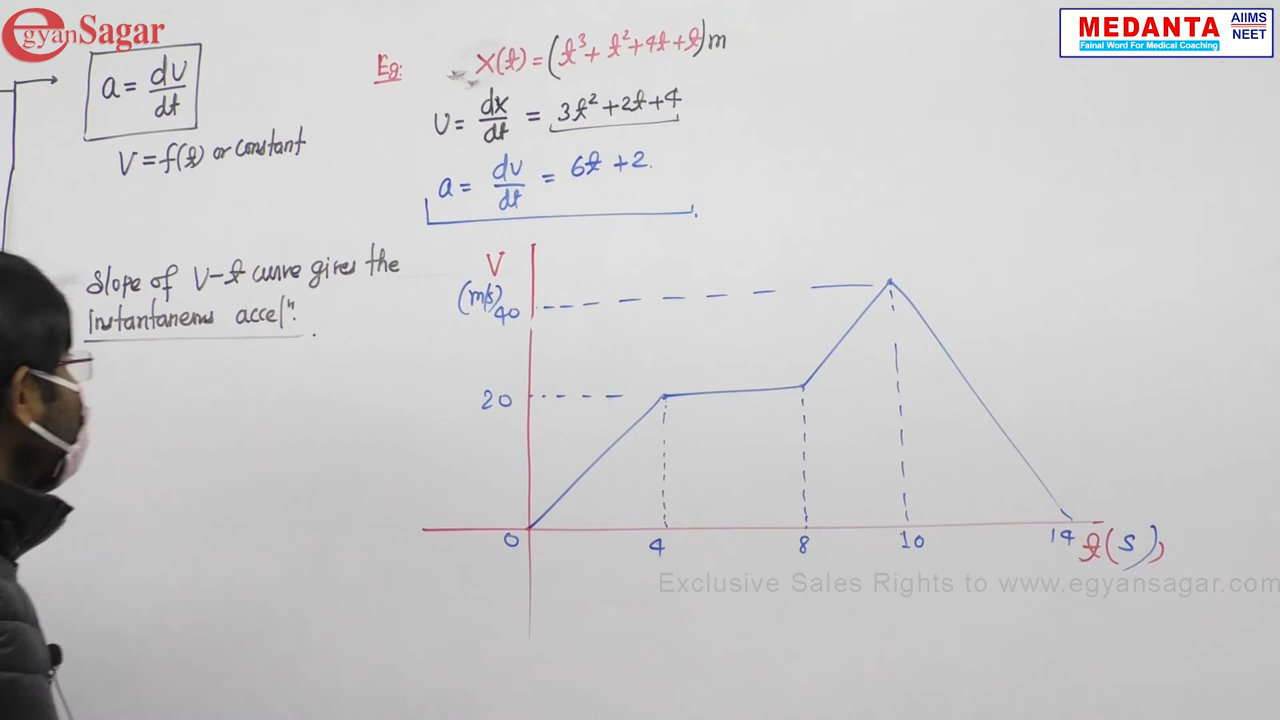 egyanSagar
MEDANTA
AIIMS
NEET
Fainal Word For Medical Coaching
a = dv/dt
V = f(t) or constant
Slope of V-t curve gives the
instantaneous accelⁿ.
Eg:
X(t) = (t³ + t² + 4t + t) m
v = dx/dt = 3t² + 2t + 4
a = dv/dt = 6t + 2.
V
(m/s)
40
20
0
4
8
10
14
t(s)
Exclusive Sales Rights to www.egyansagar.com